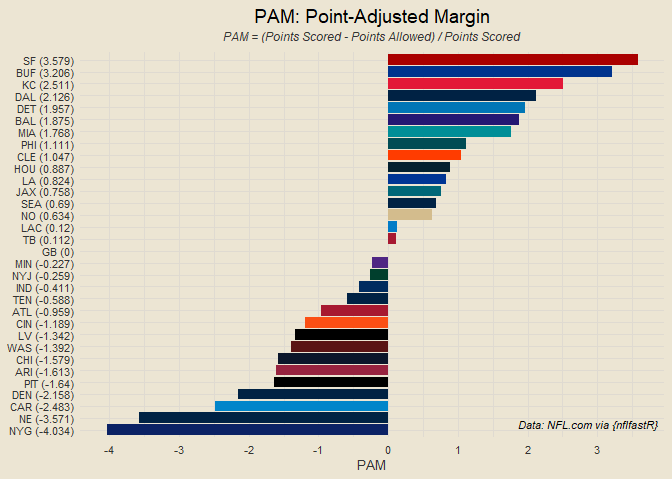 PAM: Point-Adjusted Margin
PAM = (Points Scored - Points Allowed) / Points Scored
SF (3.579)
BUF (3.206)
KC (2.511)
DAL (2.126)
DET (1.957)
BAL (1.875)
MIA (1.768)
PHI (1.111)
CLE (1.047)
HOU (0.887)
LA (0.824)
JAX (0.758)
SEA (0.69)
NO (0.634)
LAC (0.12)
TB (0.112)
GB (0)
MIN (-0.227)
NYJ (-0.259)
IND (-0.411)
TEN (-0.588)
ATL (-0.959)
CIN (-1.189)
LV (-1.342)
WAS (-1.392)
CHI (-1.579)
ARI (-1.613)
PIT (-1.64)
DEN (-2.158)
CAR (-2.483)
NE (-3.571)
NYG (-4.034)
Data: NFL.com via {nflfastR}
-4 -3 -2 -1 0 1 2 3
PAM